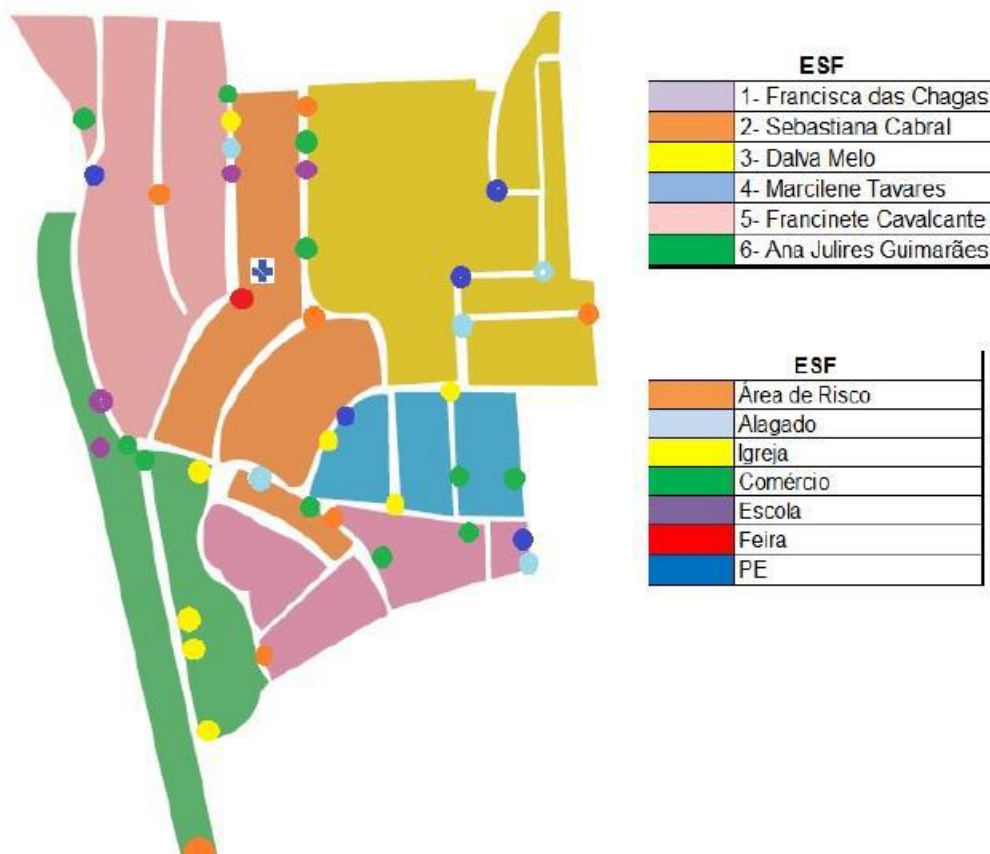 ESF
1- Francisca das Chagas
2- Sebastiana Cabral
3- Dalva Melo
4- Marcilene Tavares
5- Francinete Cavalcante
6- Ana Julires Guimarães
ESF
Área de Risco
Alagado
Igreja
Comércio
Escola
Feira
PE